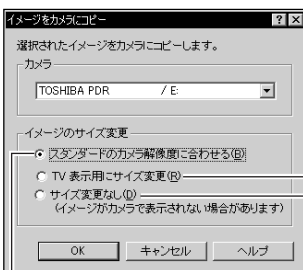 イメージをカメラにコピー
選択されたイメージをカメラにコピーします。
カメラ
TOSHIBA PDR / E:
イメージのサイズ変更
スタンダードのカメラ解像度に合わせる(B)
TV 表示用にサイズ変更(R)
サイズ変更なし(D)
(イメージがカメラで表示されない場合があります)
OK キャンセル ヘルプ